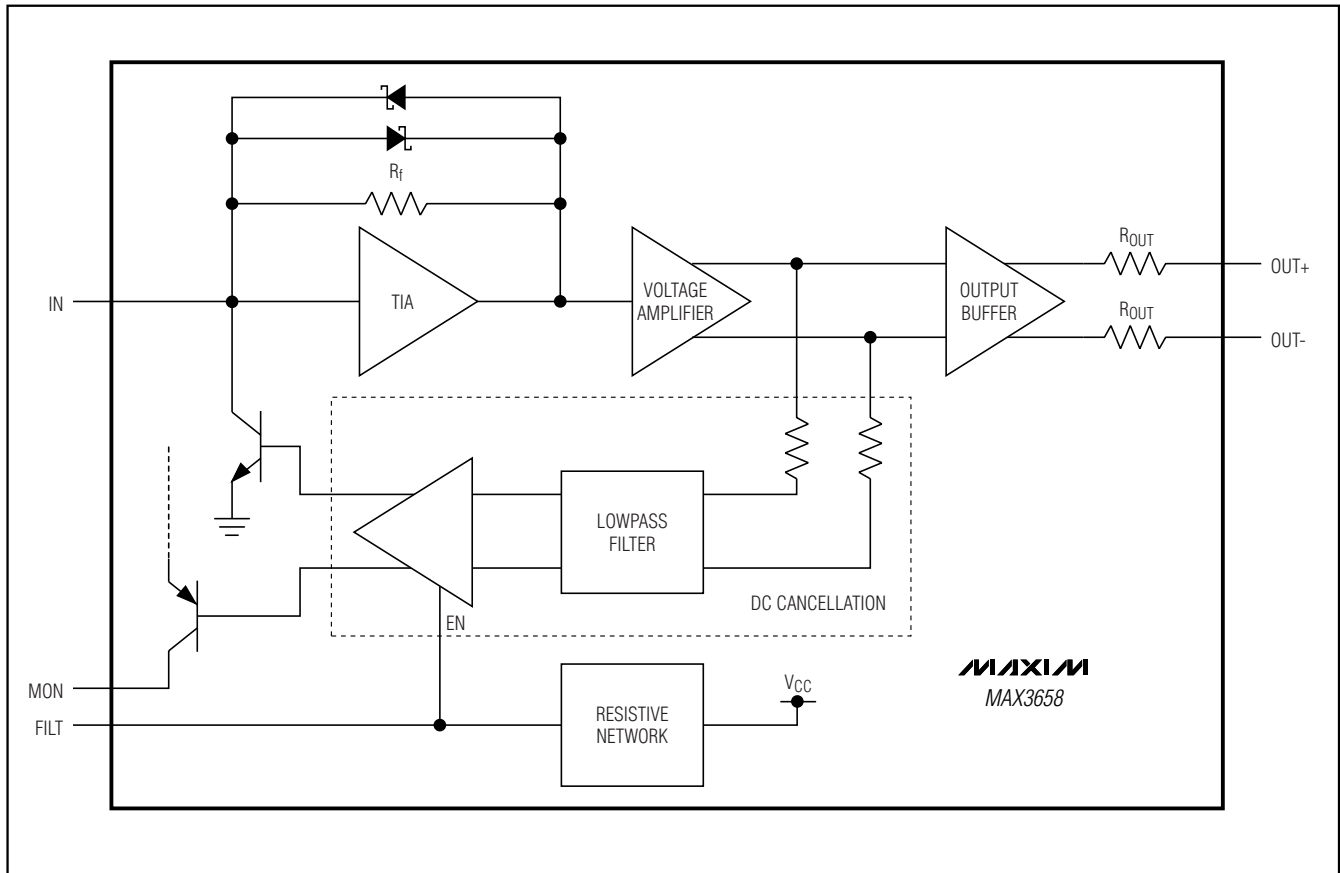 Rf
IN
TIA
VOLTAGE
AMPLIFIER
OUTPUT
BUFFER
ROUT
OUT+
ROUT
OUT-
LOWPASS
FILTER
DC CANCELLATION
EN
MON
FILT
RESISTIVE
NETWORK
VCC
MAXIM
MAX3658